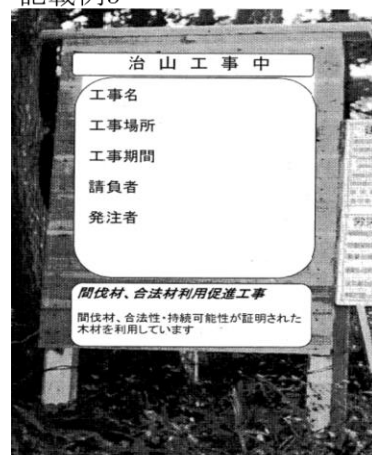 記載例3
治山工事中
工事名
工事場所
工事期間
請負者
発注者
間伐材、合法材利用促進工事
間伐材、合法性・持続可能性が証明された
木材を利用しています